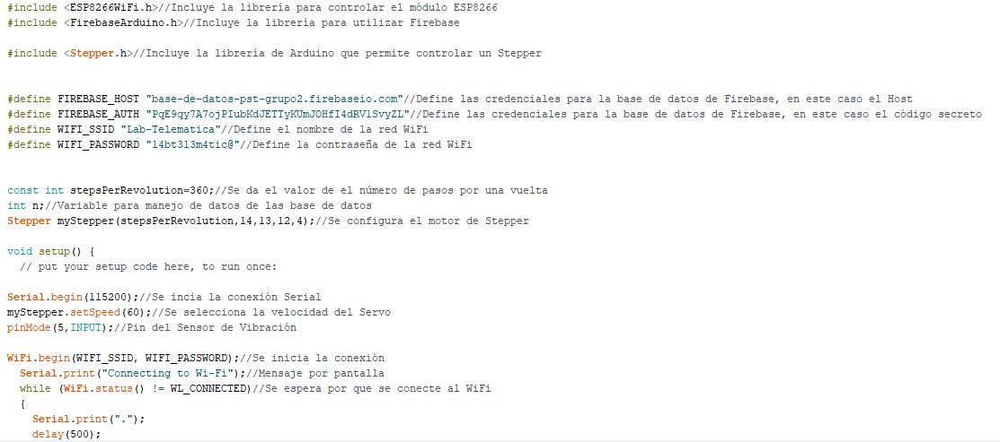 #include <ESP8266WiFi.h>//Incluye la librería para controlar el módulo ESP8266
#include <FirebaseArduino.h>//Incluye la librería para utilizar Firebase
#include <Stepper.h>//Incluye la librería de Arduino que permite controlar un Stepper
#define FIREBASE_HOST "base-de-datos-pst-grupo2.firebaseio.com"//Define las credenciales para la base de datos de Firebase, en este caso el Host
#define FIREBASE_AUTH "PqE9qy7A7ojPIubKdJETTyKUmJOHfI4dRVlSvyZL"//Define las credenciales para la base de datos de Firebase, en este caso el código secreto
#define WIFI_SSID "Lab-Telematica"//Define el nombre de la red WiFi
#define WIFI_PASSWORD "l4bt3l3m4tic@"//Define la contraseña de la red WiFi
const int stepsPerRevolution=360;//Se da el valor de el número de pasos por una vuelta
int n;//Variable para manejo de datos de las base de datos
Stepper myStepper(stepsPerRevolution,14,13,12,4);//Se configura el motor de Stepper
void setup() {
  // put your setup code here, to run once:
Serial.begin(115200);//Se incia la conexión Serial
myStepper.setSpeed(60);//Se selecciona la velocidad del Servo
pinMode(5,INPUT);//Pin del Sensor de Vibración
WiFi.begin(WIFI_SSID, WIFI_PASSWORD);//Se inicia la conexión
  Serial.print("Connecting to Wi-Fi");//Mensaje por pantalla
  while (WiFi.status() != WL_CONNECTED)//Se espera por que se conecte al WiFi
  {
    Serial.print(".");
    delay(500);